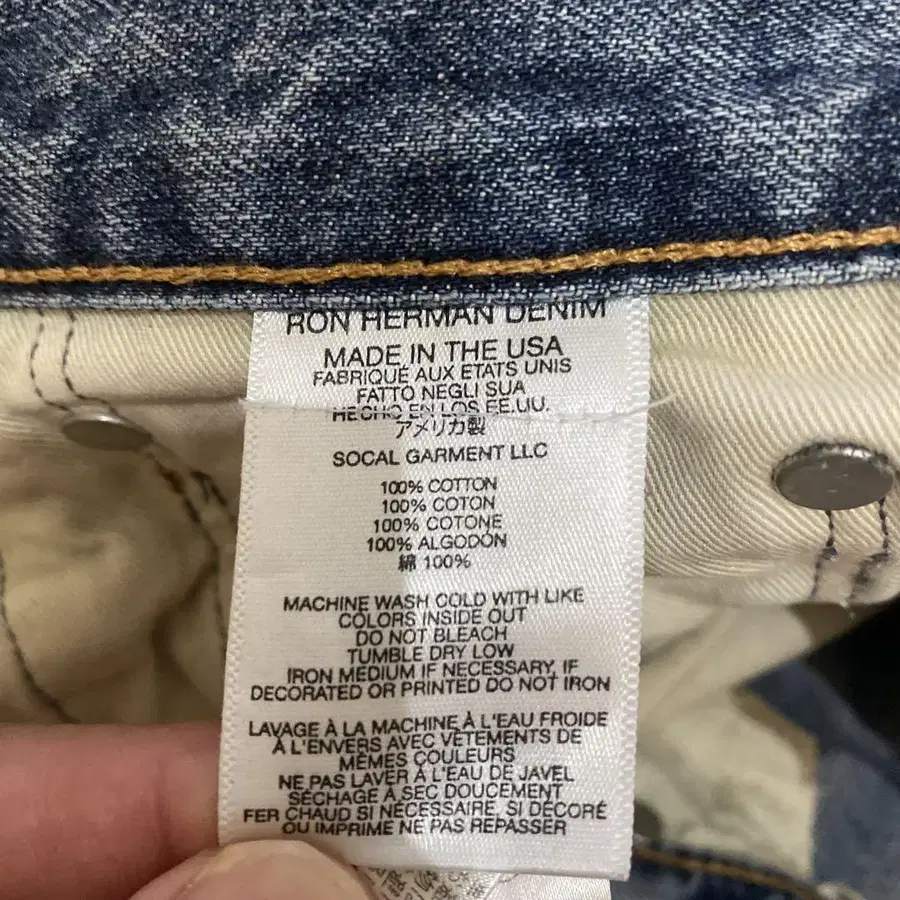 RON HERMAN DENIM
MADE IN THE USA
FABRIQUÉ AUX ETATS UNIS
FATTO NEGLI SUA
HECHO EN LOS EE.UU.
アメリカ製
SOCAL GARMENT LLC
100% COTTON
100% COTON
100% COTONE
100% ALGODÓN
綿 100%
MACHINE WASH COLD WITH LIKE
COLORS INSIDE OUT
DO NOT BLEACH
TUMBLE DRY LOW
IRON MEDIUM IF NECESSARY, IF
DECORATED OR PRINTED DO NOT IRON
LAVAGE À LA MACHINE À L'EAU FROIDE
À L'ENVERS AVEC VÊTEMENTS DE
MÊMES COULEURS
NE PAS LAVER À L'EAU DE JAVEL
SÉCHAGE À SEC DOUCEMENT
FER CHAUD SI NÉCESSAIRE, SI DÉCORÉ
OU IMPRIME NE PAS REPASSER